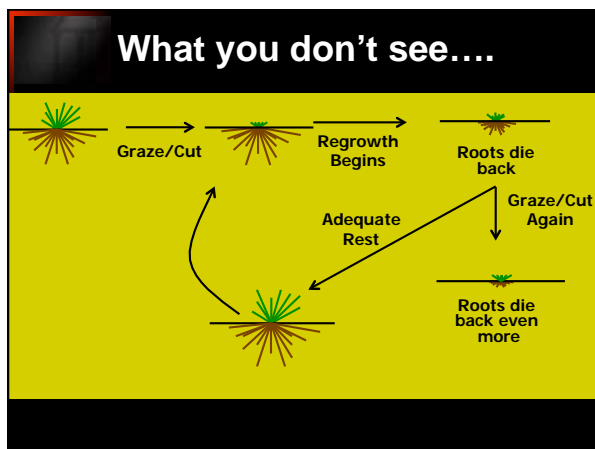 What you don't see....
Graze/Cut
Regrowth
Begins
Roots die
back
Adequate
Rest
Graze/Cut
Again
Roots die
back even
more